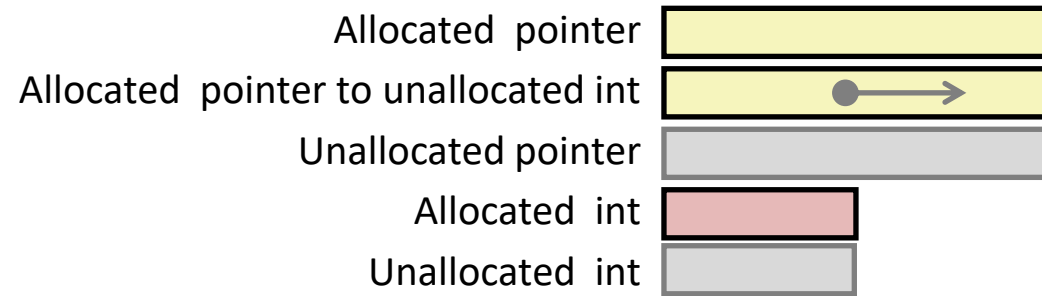 Allocated pointer
Allocated pointer to unallocated int
Unallocated pointer
Allocated int
Unallocated int